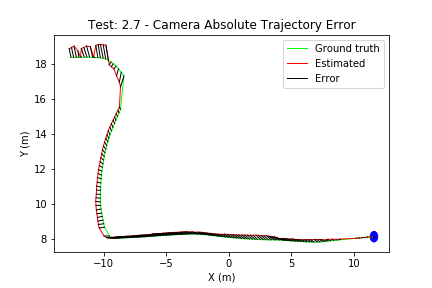 Test: 2.7 - Camera Absolute Trajectory Error
Ground truth
Estimated
Error
Y (m)
18
16
14
12
10
8
−10
−5
0
5
10
X (m)